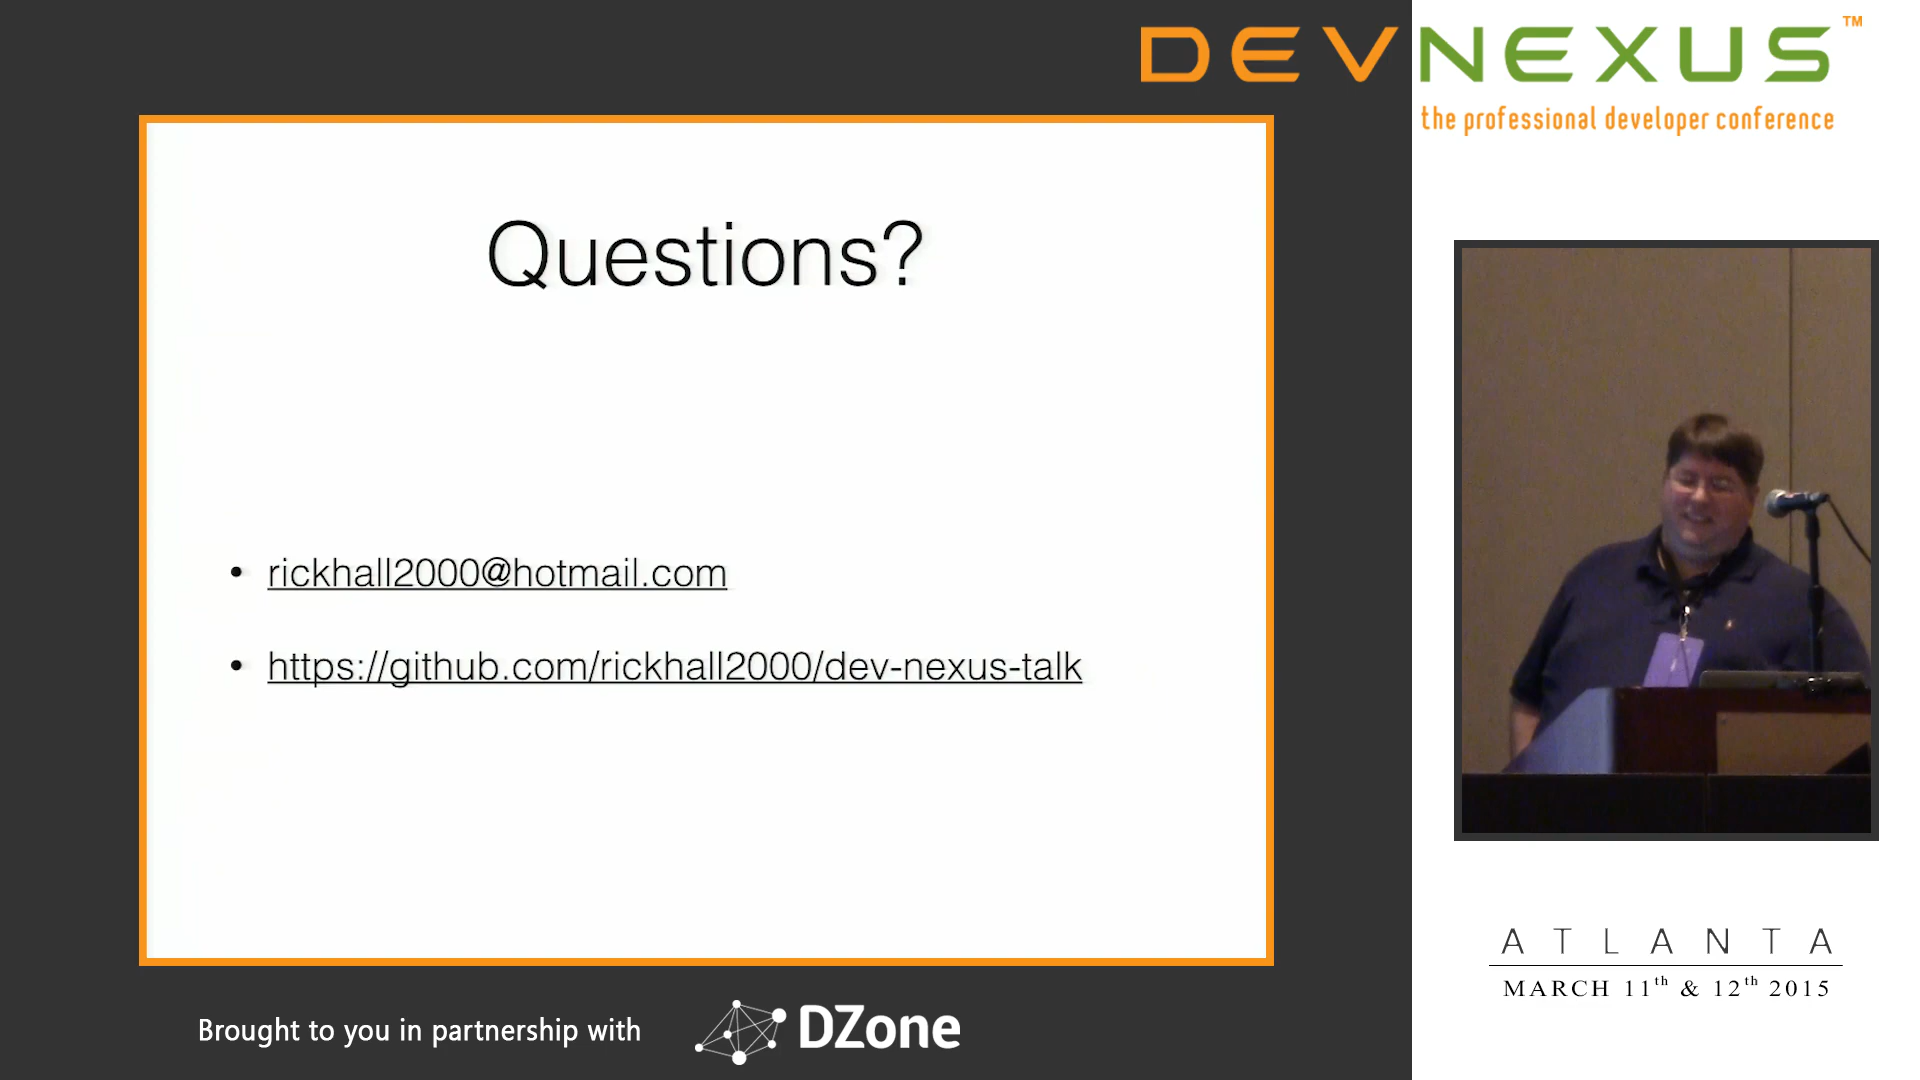 DEVNEXUS™
the professional developer conference
Questions?
• rickhall2000@hotmail.com
• https://github.com/rickhall2000/dev-nexus-talk
ATLANTA
MARCH 11th & 12th 2015
Brought to you in partnership with DZone